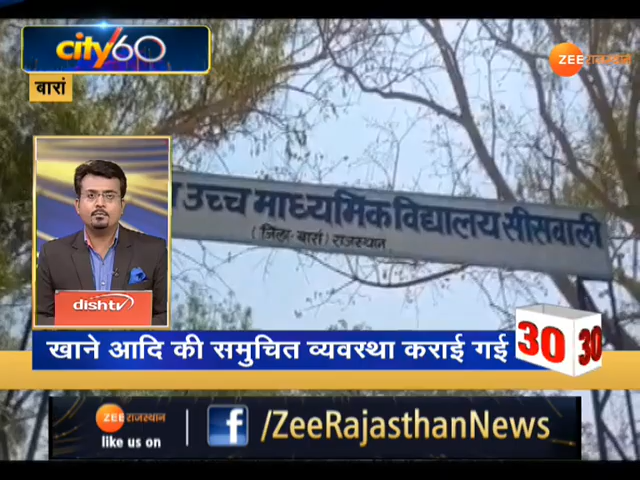 city60
ZEE राजस्थान
बारां
उच्च माध्यमिक विद्यालय सीसवाली
(जिला-बारां) राजस्थान
dishtv
खाने आदि की समुचित व्यवस्था कराई गई
30
30
ZEE राजस्थान
like us on
f /ZeeRajasthanNews